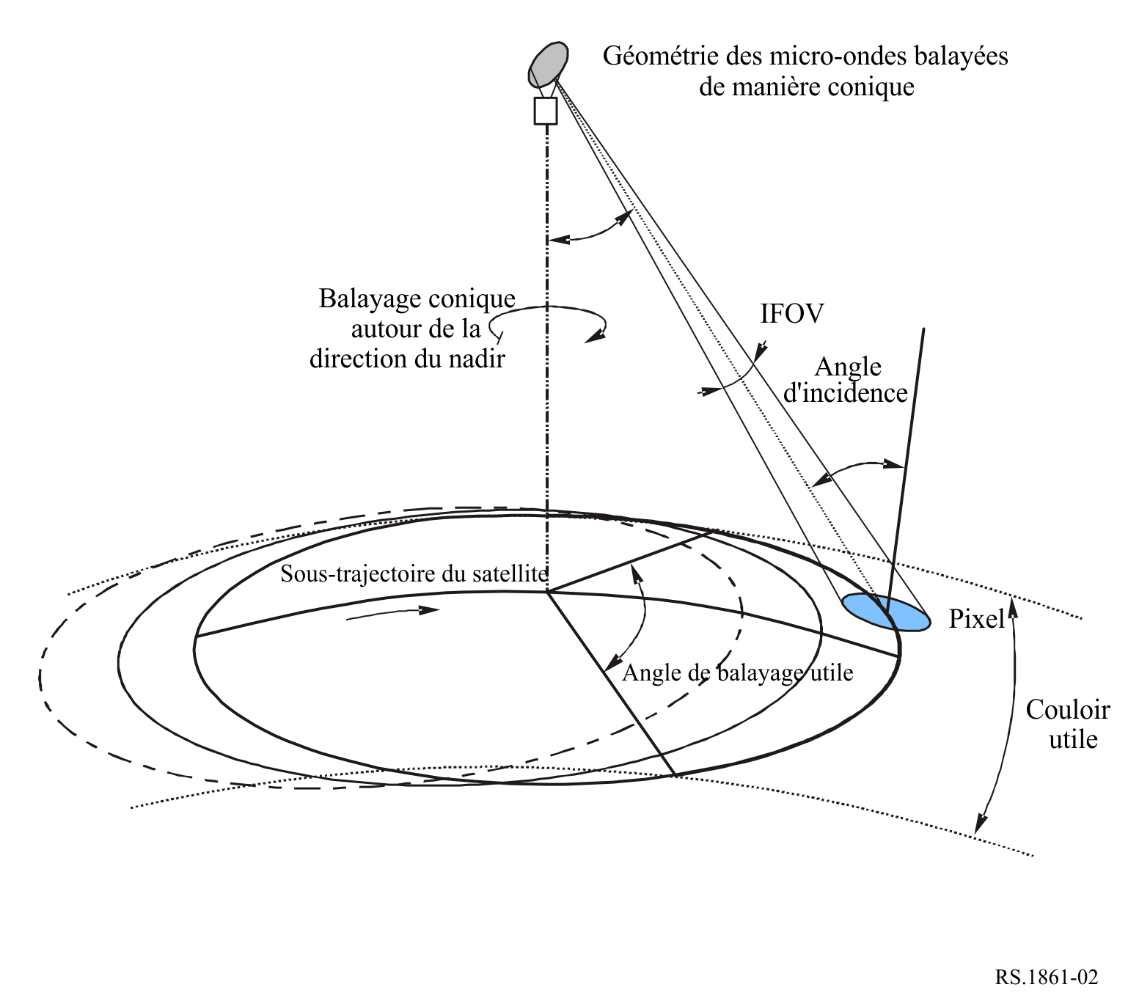 Géométrie des micro-ondes balayées
de manière conique
Balayage conique
autour de la
direction du nadir
IFOV
Angle
d'incidence
Sous-trajectoire du satellite
Pixel
Angle de balayage utile
Couloir
utile
RS.1861-02